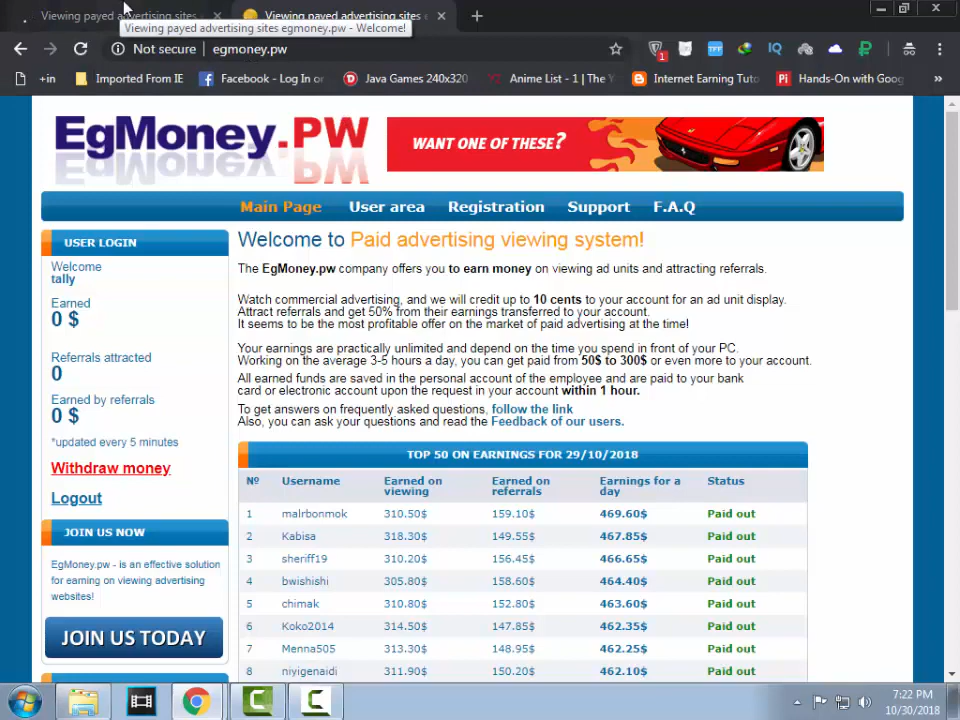 Viewing payed advertising sites
Viewing payed advertising sites e
Viewing payed advertising sites egmoney.pw - Welcome!
Not secure
egmoney.pw
1
TFT
IQ
+in
Imported From IE
Facebook - Log In or
Java Games 240x320
Anime List - 1 | The Y
Internet Earning Tuto
Pi
Hands-On with Goog
»
EgMoney.PW
WANT ONE OF THESE?
Main Page
User area
Registration
Support
F.A.Q
USER LOGIN
Welcome
tally
Earned
0 $
Referrals attracted
0
Earned by referrals
0 $
*updated every 5 minutes
Withdraw money
Logout
JOIN US NOW
EgMoney.pw - is an effective solution
for earning on viewing advertising
websites!
JOIN US TODAY
Welcome to Paid advertising viewing system!
The EgMoney.pw company offers you to earn money on viewing ad units and attracting referrals.
Watch commercial advertising, and we will credit up to 10 cents to your account for an ad unit display.
Attract referrals and get 50% from their earnings transferred to your account.
It seems to be the most profitable offer on the market of paid advertising at the time!
Your earnings are practically unlimited and depend on the time you spend in front of your PC.
Working on the average 3-5 hours a day, you can get paid from 50$ to 300$ or even more to your account.
All earned funds are saved in the personal account of the employee and are paid to your bank
card or electronic account upon the request in your account within 1 hour.
To get answers on frequently asked questions, follow the link
Also, you can ask your questions and read the Feedback of our users.
TOP 50 ON EARNINGS FOR 29/10/2018
Nº Username Earned on viewing Earned on referrals Earnings for a day Status
1 malrbonmok 310.50$ 159.10$ 469.60$ Paid out
2 Kabisa 318.30$ 149.55$ 467.85$ Paid out
3 sheriff19 310.20$ 156.45$ 466.65$ Paid out
4 bwishishi 305.80$ 158.60$ 464.40$ Paid out
5 chimak 310.80$ 152.80$ 463.60$ Paid out
6 Koko2014 314.50$ 147.85$ 462.35$ Paid out
7 Menna505 313.30$ 148.95$ 462.25$ Paid out
8 niyigenaidi 311.90$ 150.20$ 462.10$ Paid out
7:22 PM
10/30/2018